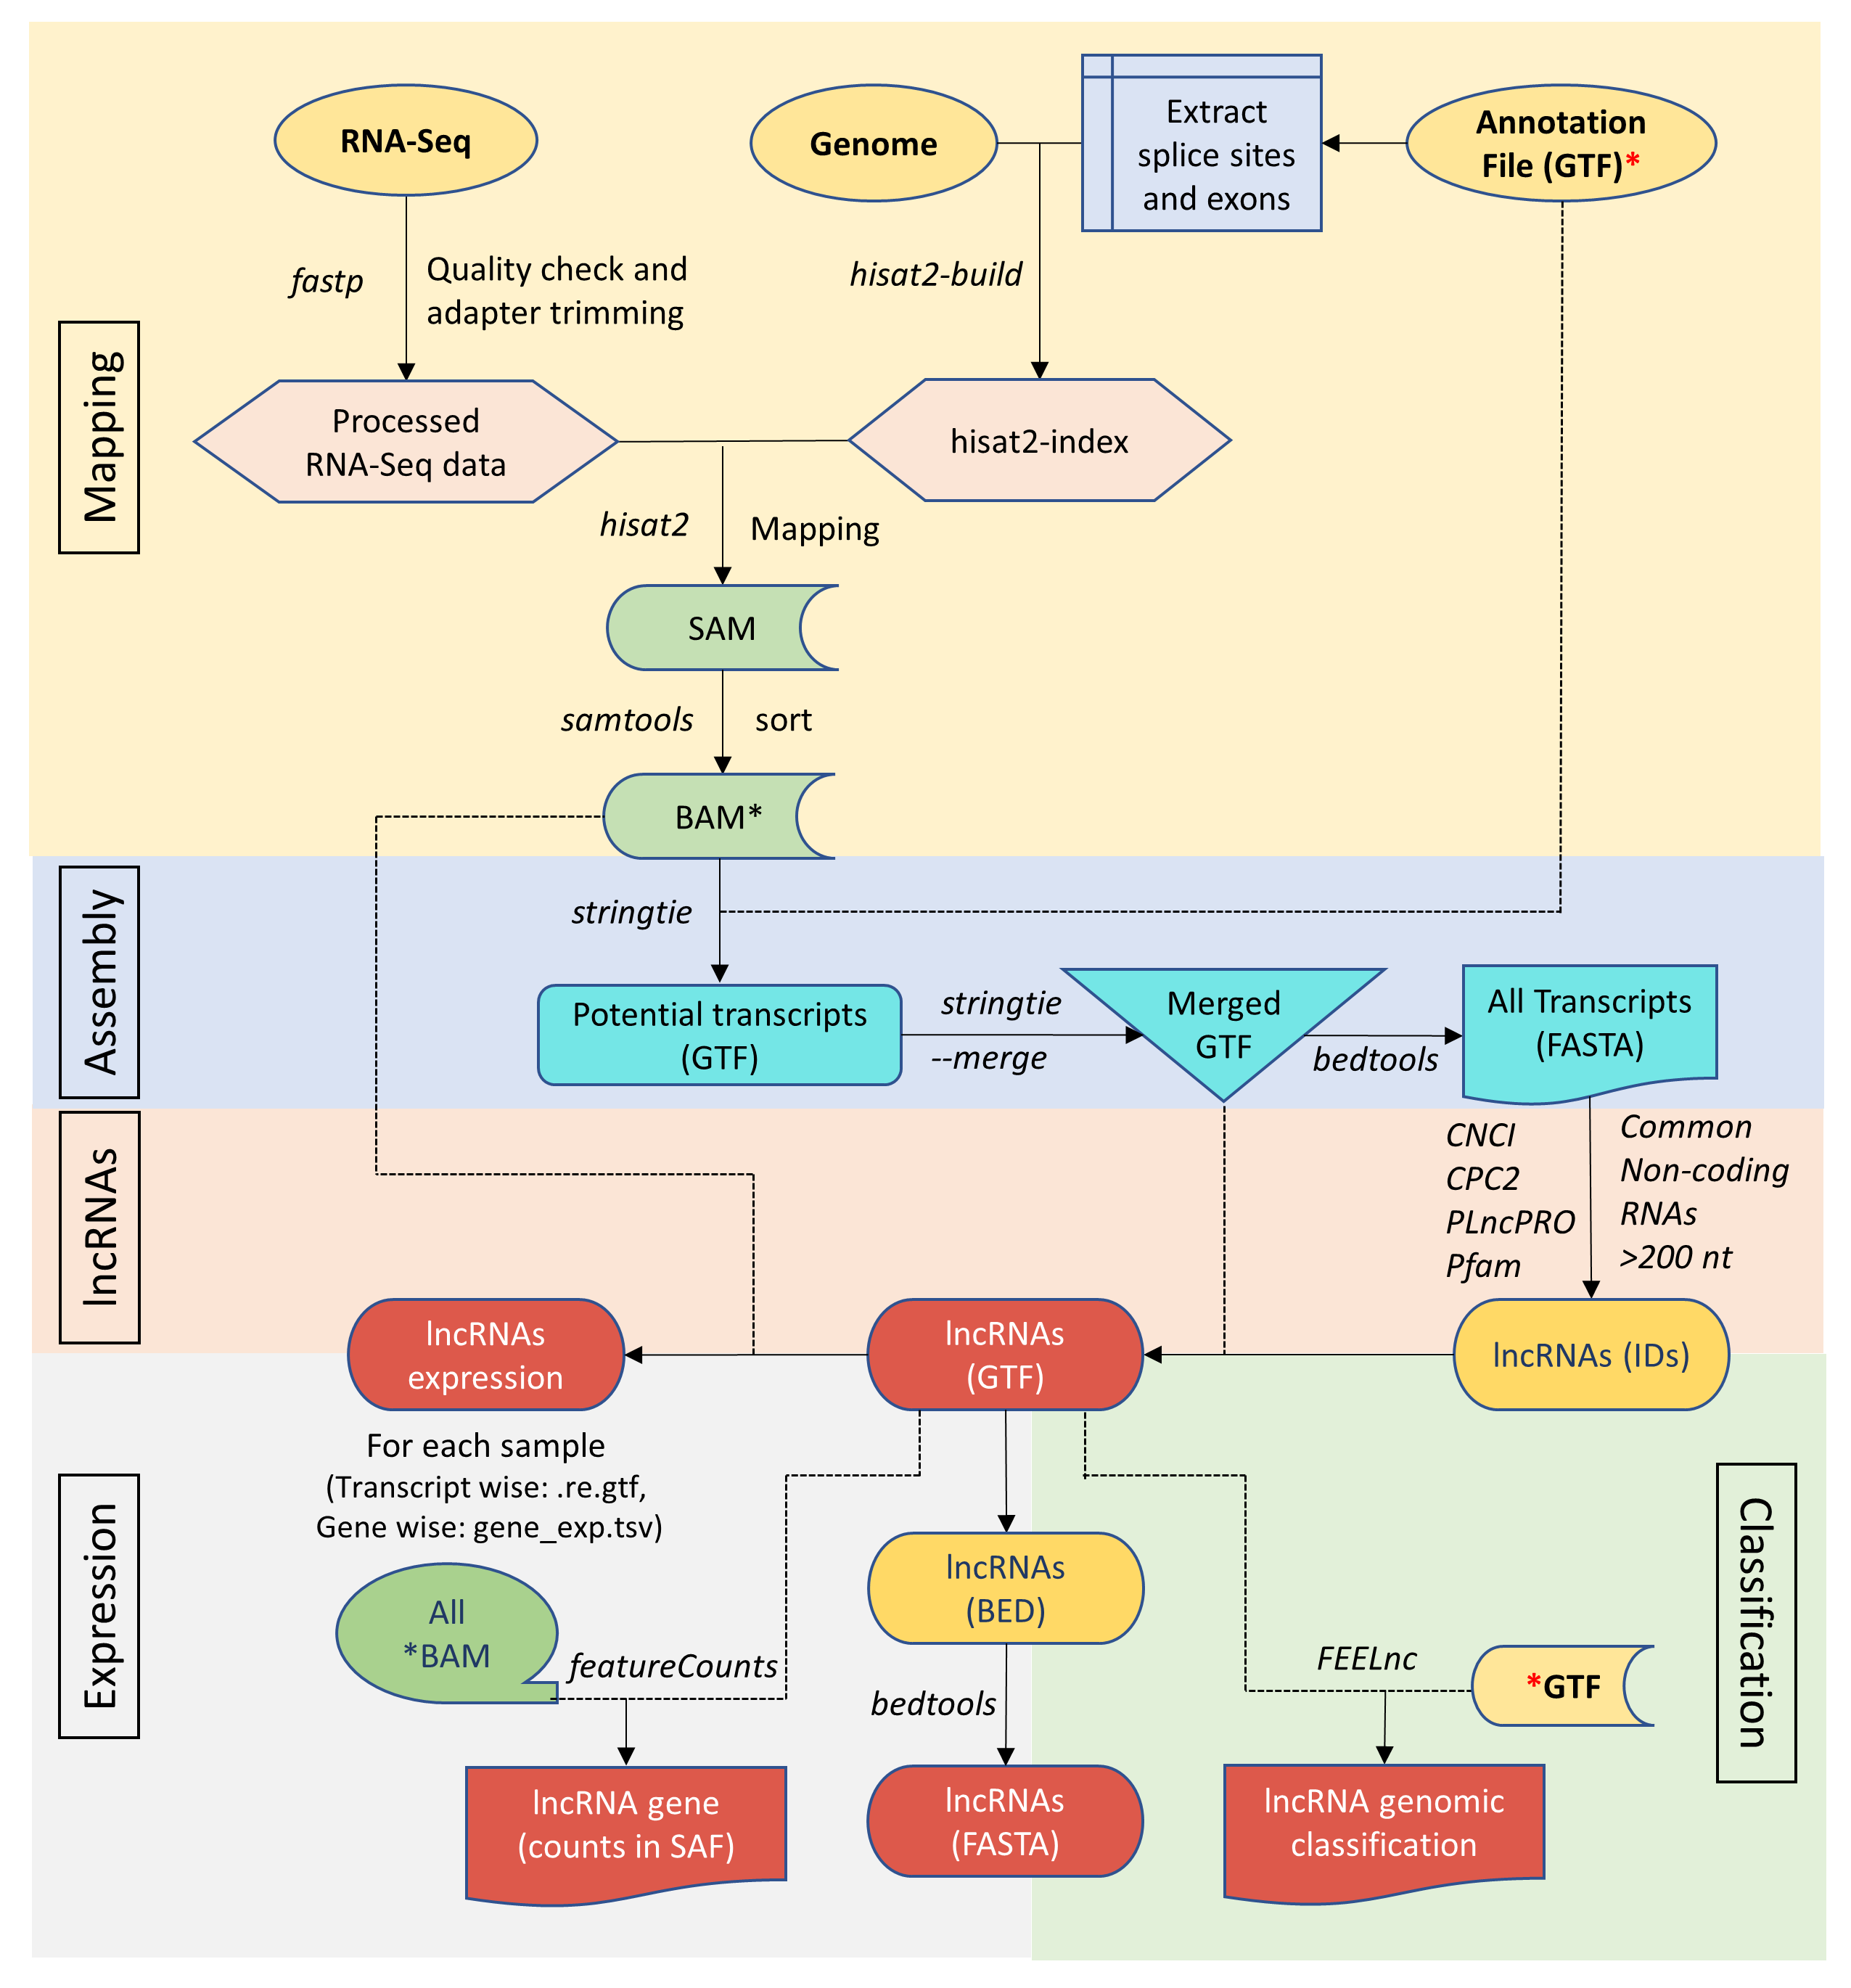 RNA-Seq
Genome
Extract
splice sites
and exons
Annotation
File (GTF)*
fastp
Quality check and
adapter trimming
hisat2-build
Mapping
Processed
RNA-Seq data
hisat2-index
hisat2
Mapping
SAM
samtools
sort
BAM*
Assembly
stringtie
Potential transcripts
(GTF)
stringtie
--merge
Merged
GTF
bedtools
All Transcripts
(FASTA)
lncRNAs
CNCI
CPC2
PLncPRO
Pfam
Common
Non-coding
RNAs
>200 nt
lncRNAs
expression
lncRNAs
(GTF)
lncRNAs (IDs)
For each sample
(Transcript wise: .re.gtf,
Gene wise: gene_exp.tsv)
Expression
Classification
All
*BAM
featureCounts
lncRNAs
(BED)
bedtools
FEELnc
*GTF
lncRNA gene
(counts in SAF)
lncRNAs
(FASTA)
lncRNA genomic
classification